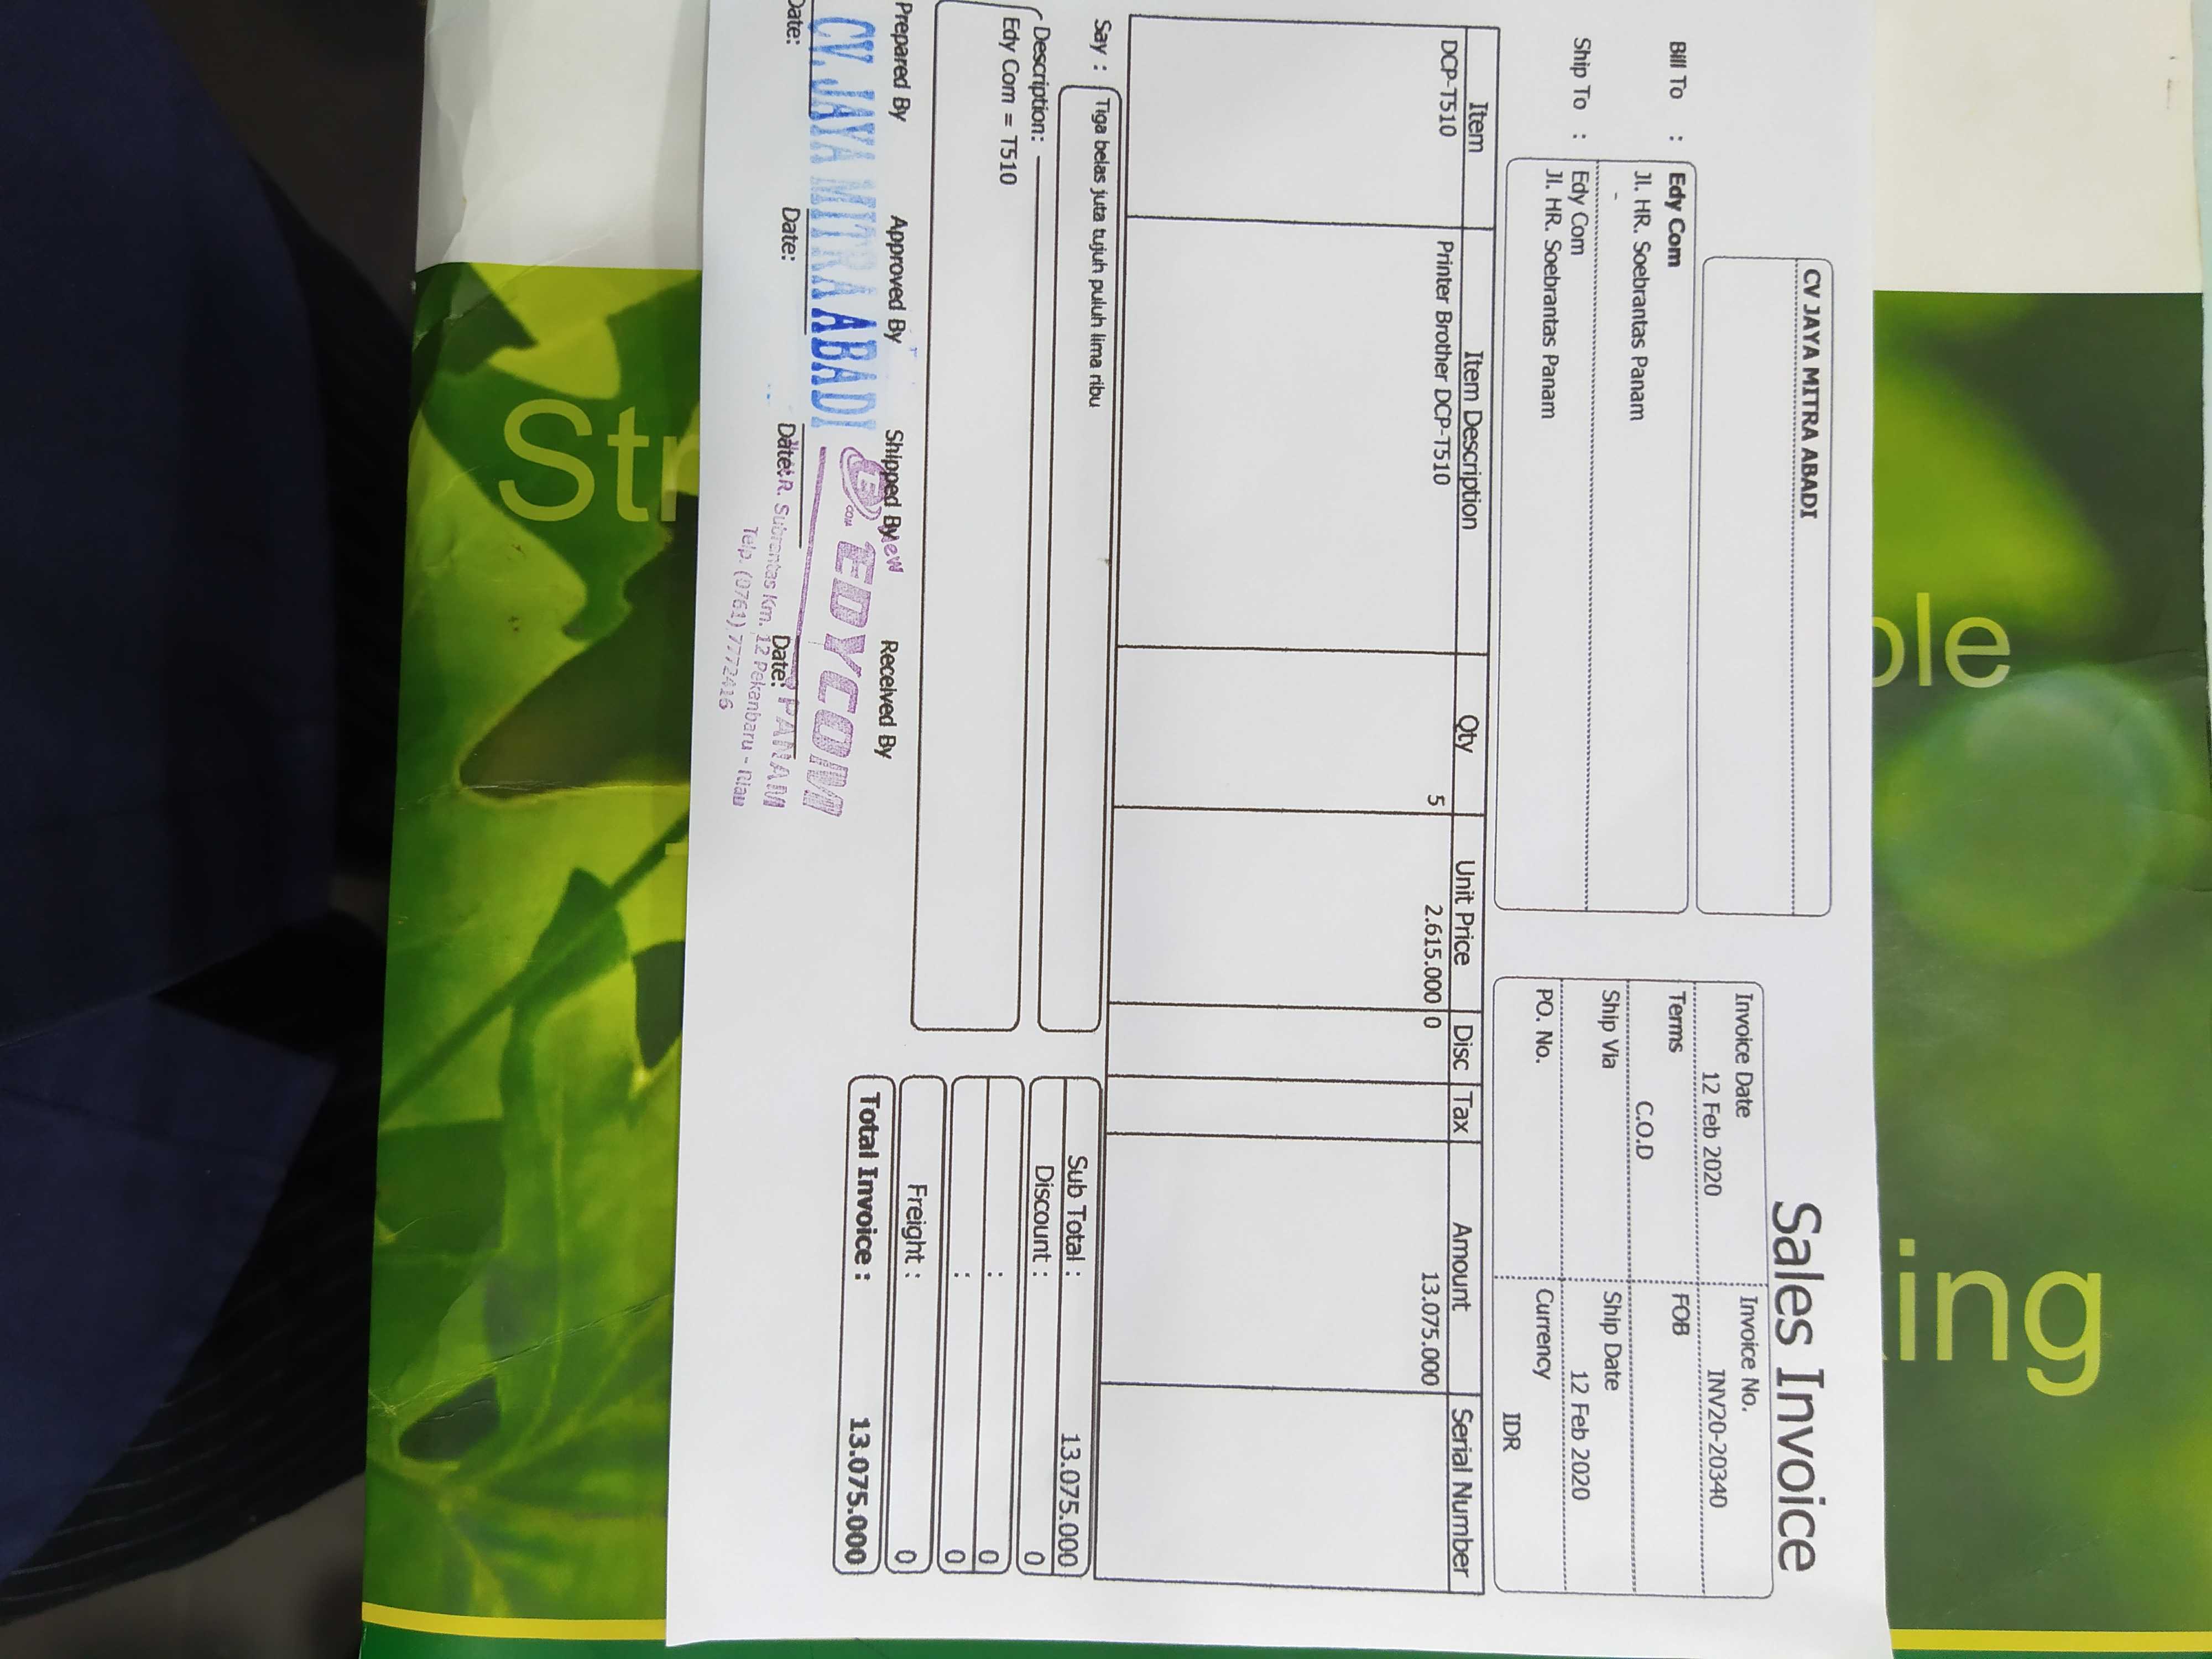 Sales Invoice
CV JAYA MITRA ABADI
Bill To :
Edy Com
Jl. HR. Soebrantas Panam
-
Ship To :
Edy Com
Jl. HR. Soebrantas Panam
Invoice Date
12 Feb 2020
Invoice No.
INV20-20340
Terms
C.O.D
FOB
Ship Via
Ship Date
12 Feb 2020
PO. No.
Currency
IDR
Item Item Description Qty Unit Price Disc Tax Amount Serial Number
DCP-T510 Printer Brother DCP-T510 5 2.615.000 0 13.075.000
Say : Tiga belas juta tujuh puluh lima ribu
Description:
Edy Com = T510
Sub Total : 13.075.000
Discount : 0
: 0
: 0
Freight : 0
Total Invoice : 13.075.000
Prepared By Approved By Shipped By Received By
CV. JAYA MITRA ABADI
New
E COM
EDYCOM
PANAM
Date: Date: Date: Date:
R. Subrantas Km. 12 Pekanbaru - Riau
Telp. (0761) 7772416
Str
ple
ing